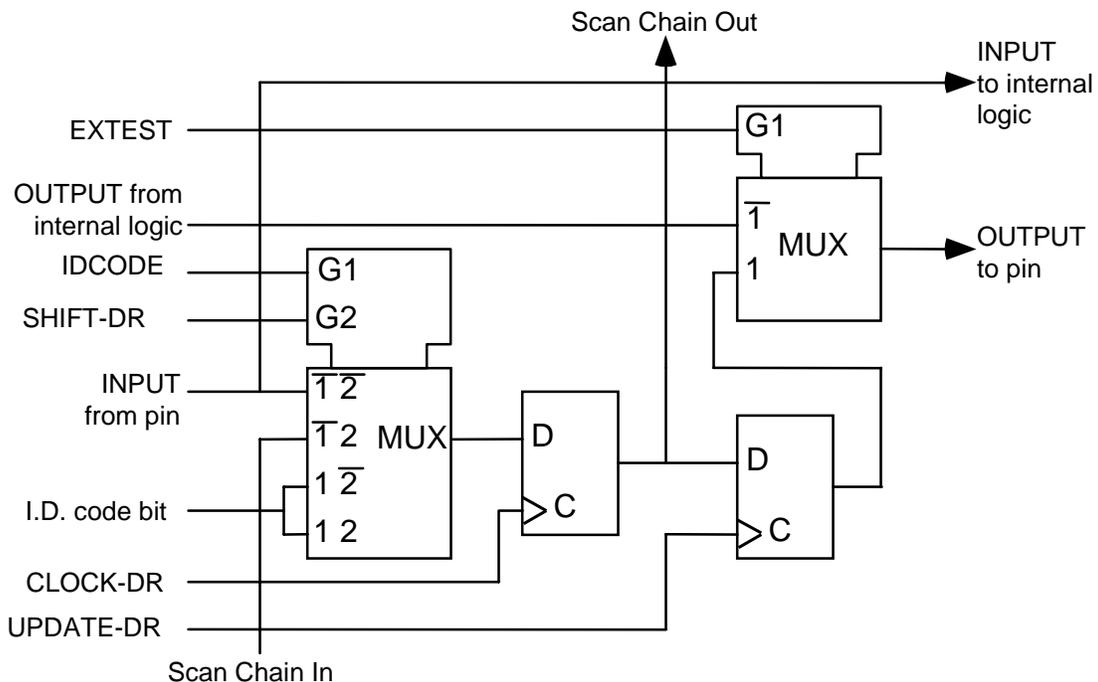 Scan Chain Out
INPUT
to internal
logic
EXTEST
G1
OUTPUT from
internal logic
1̅
MUX
1
OUTPUT
to pin
IDCODE
G1
SHIFT-DR
G2
INPUT
from pin
1̅ 2̅
1̅ 2
MUX
1 2̅
1 2
D
C
D
C
I.D. code bit
CLOCK-DR
UPDATE-DR
Scan Chain In